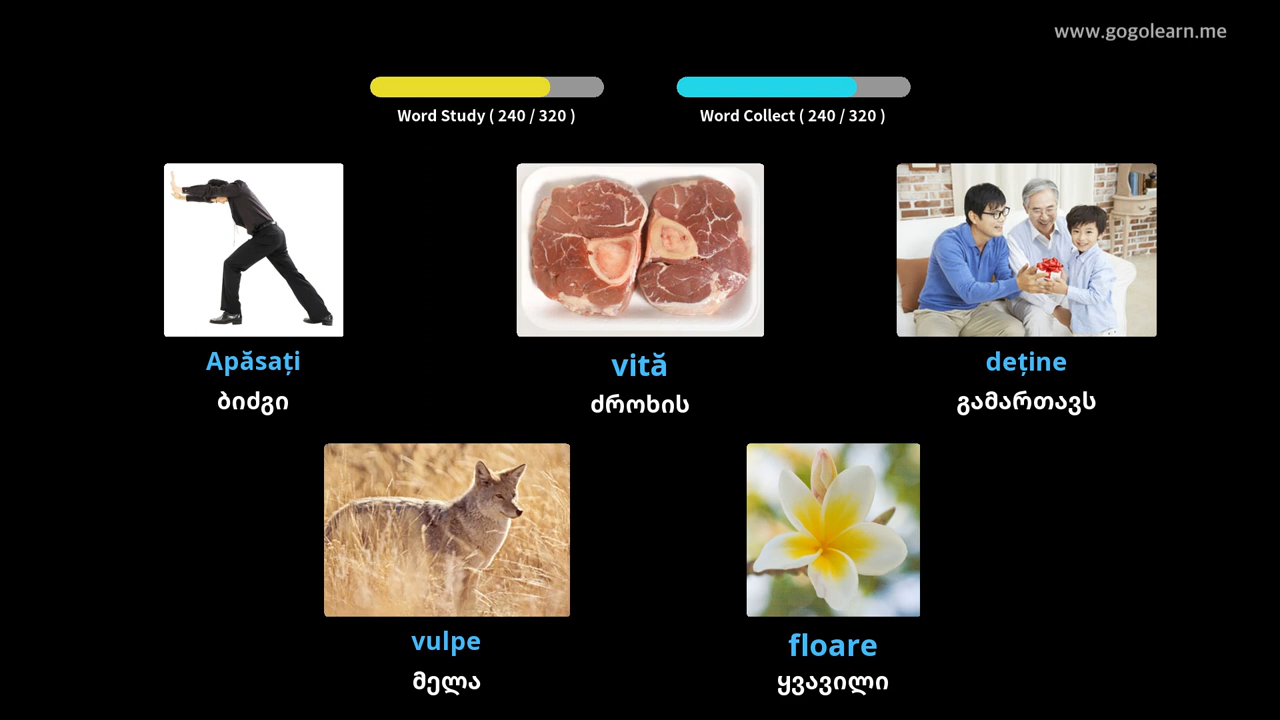 www.gogolearn.me
Word Study ( 240 / 320 )
Word Collect ( 240 / 320 )
Apăsați
ბიძგი
vită
ძროხის
deține
გამართავს
vulpe
მელა
floare
ყვავილი